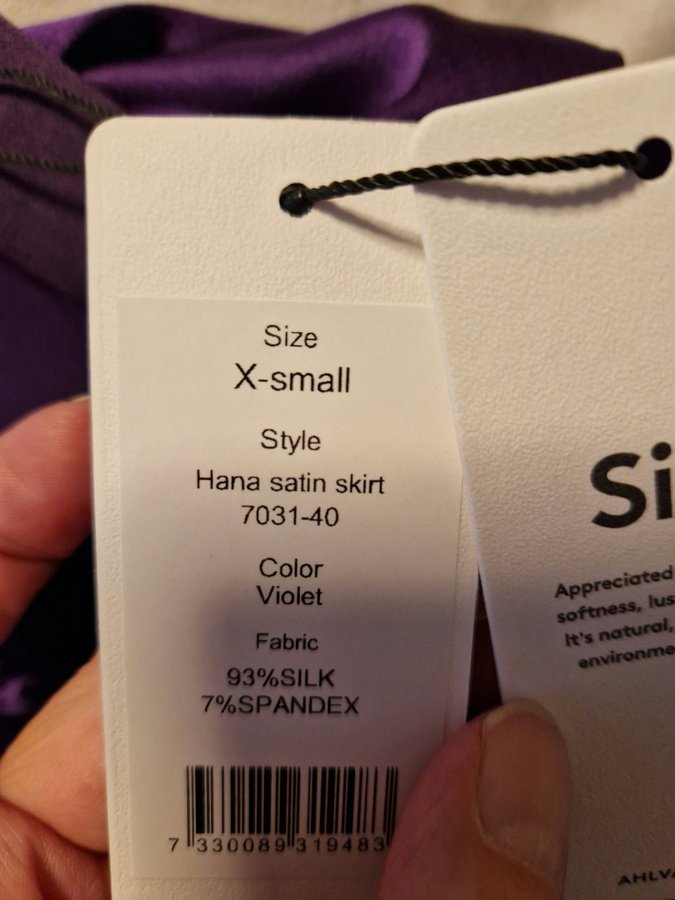 Size
X-small
Style
Hana satin skirt
7031-40
Color
Violet
Fabric
93%SILK
7%SPANDEX
7 330089 319483
Si
Appreciated
softness, lus
It's natural,
environme
AHLVA